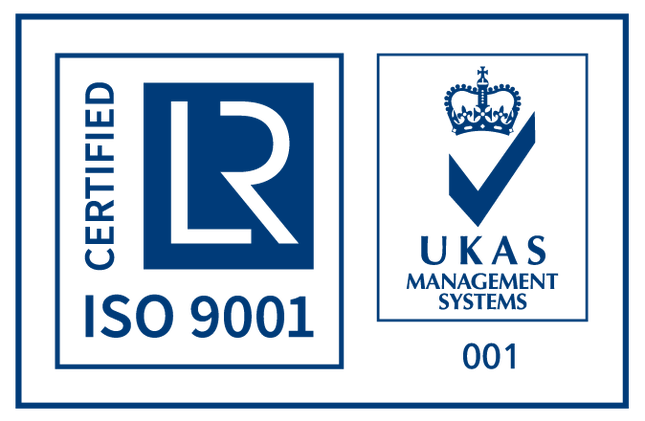 CERTIFIED
LR
ISO 9001
UKAS
MANAGEMENT
SYSTEMS
001